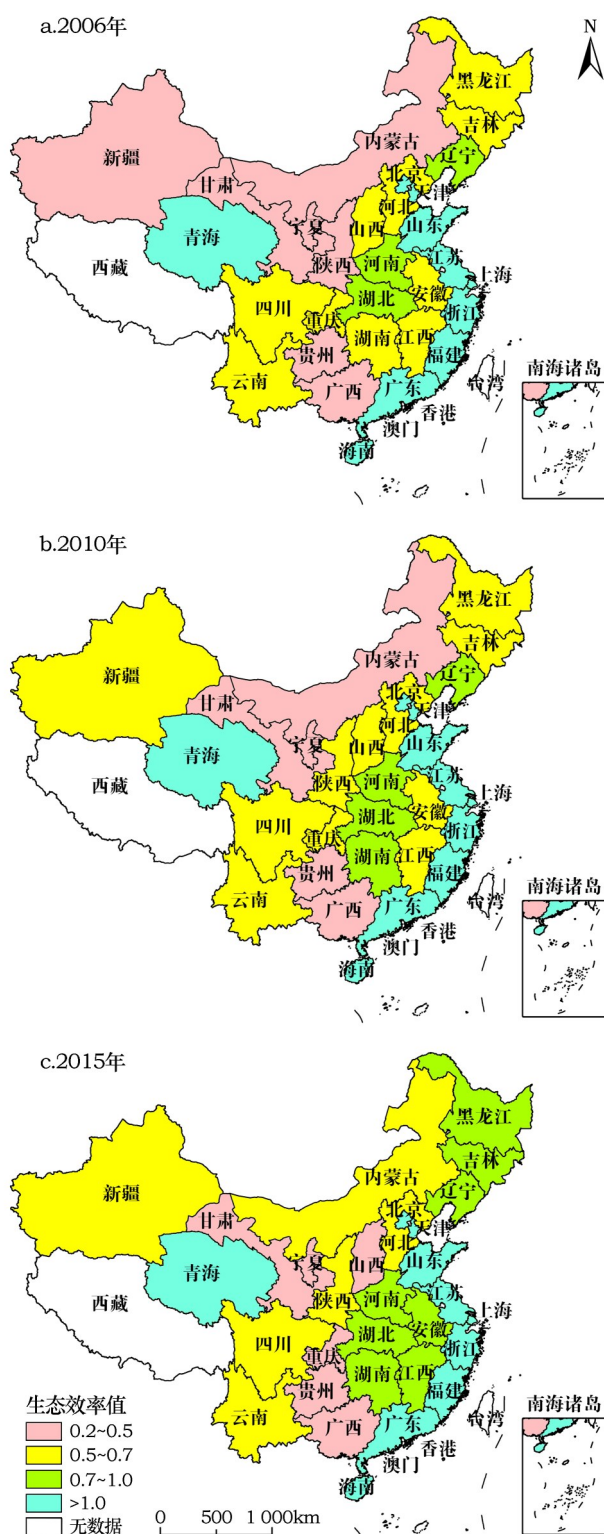 a.2006年
N
黑龙江
吉林
辽宁
内蒙古
新疆
甘肃
北京
天津
河北
宁夏
山西
山东
青海
陕西
河南
江苏
西藏
上海
安徽
湖北
四川
重庆
浙江
湖南
江西
贵州
福建
云南
广西
广东
台湾
南海诸岛
香港
澳门
海南
b.2010年
黑龙江
吉林
辽宁
内蒙古
新疆
甘肃
北京
天津
河北
宁夏
山西
山东
青海
陕西
河南
江苏
西藏
上海
安徽
湖北
四川
重庆
浙江
湖南
江西
贵州
福建
云南
广西
广东
台湾
南海诸岛
香港
澳门
海南
c.2015年
黑龙江
吉林
辽宁
内蒙古
新疆
甘肃
北京
天津
河北
宁夏
山西
山东
青海
陕西
河南
江苏
西藏
上海
安徽
湖北
四川
重庆
浙江
湖南
江西
贵州
福建
云南
广西
广东
台湾
南海诸岛
香港
澳门
海南
生态效率值
0.2~0.5
0.5~0.7
0.7~1.0
>1.0
无数据
0 500 1 000km